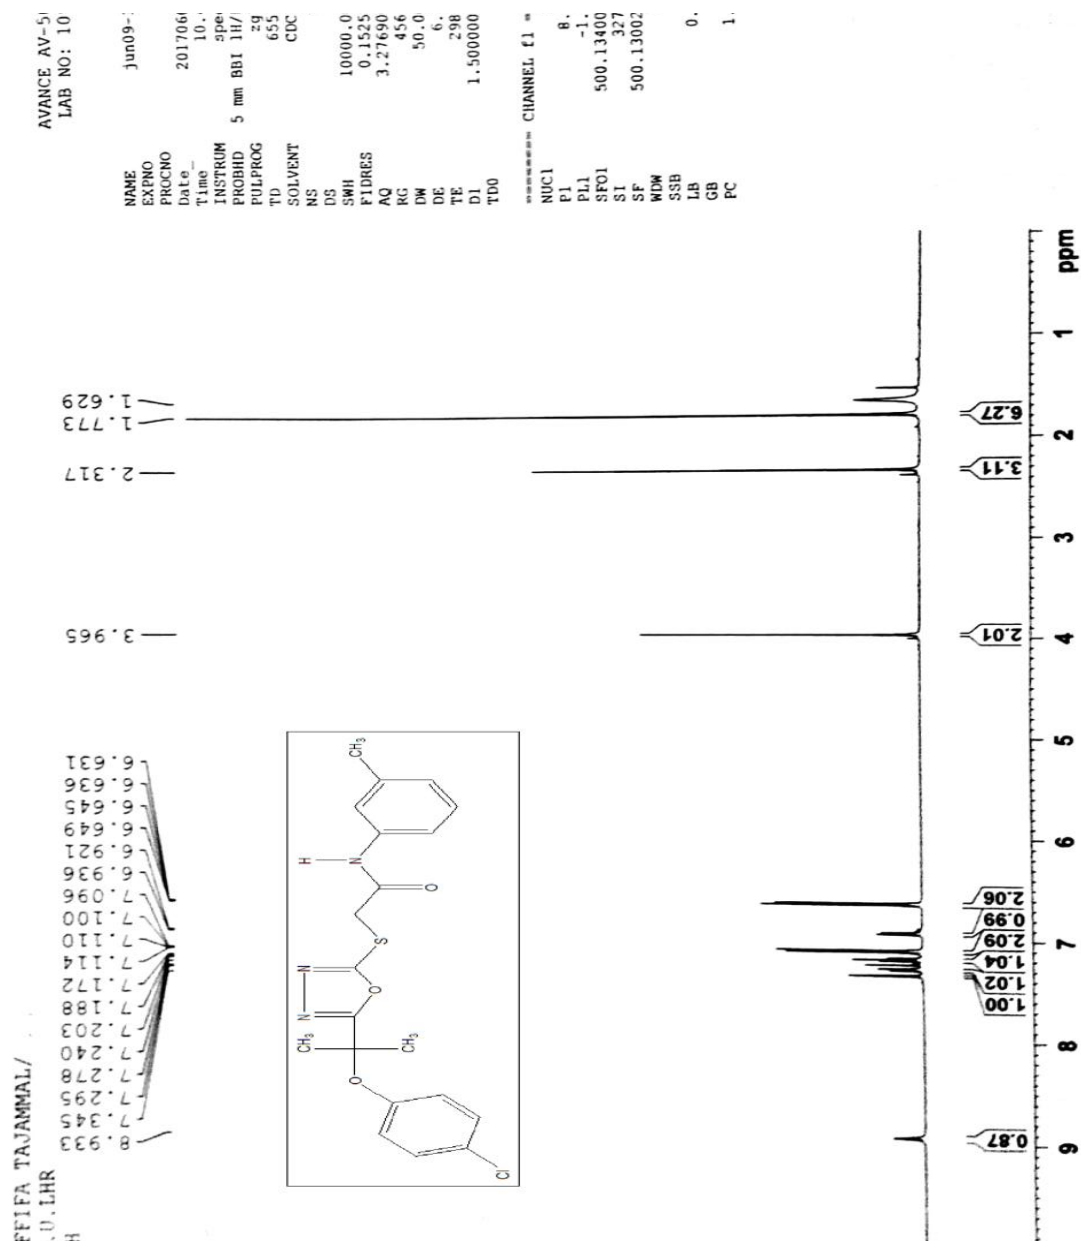 FFIFA TAJAMMAL/
.U.LHR
H
8.933
7.345
7.295
7.278
7.240
7.203
7.188
7.172
7.114
7.110
7.100
7.096
6.936
6.921
6.649
6.645
6.636
6.631
3.965
2.317
1.773
1.629
AVANCE AV-5
LAB NO: 10
NAME jun09-
EXPNO
PROCNO
Date_ 201706
Time 10.
INSTRUM spe
PROBHD 5 mm BBI 1H/
PULPROG zg
TD 655
SOLVENT CDC
NS
DS
SWH 10000.0
FIDRES 0.1525
AQ 3.27690
RG 456
DW 50.0
DE 6.
TE 298
D1 1.500000
TD0
======== CHANNEL f1 =
NUC1
P1 8.
PL1 -1.
SFO1 500.13400
SI 327
SF 500.13002
WDW
SSB
LB 0.
GB
PC 1.
Cl
O
CH3
CH3
N
N
O
S
O
H
N
CH3
0.87
1.00
1.02
1.04
2.09
0.99
2.06
2.01
3.11
6.27
9 8 7 6 5 4 3 2 1 ppm